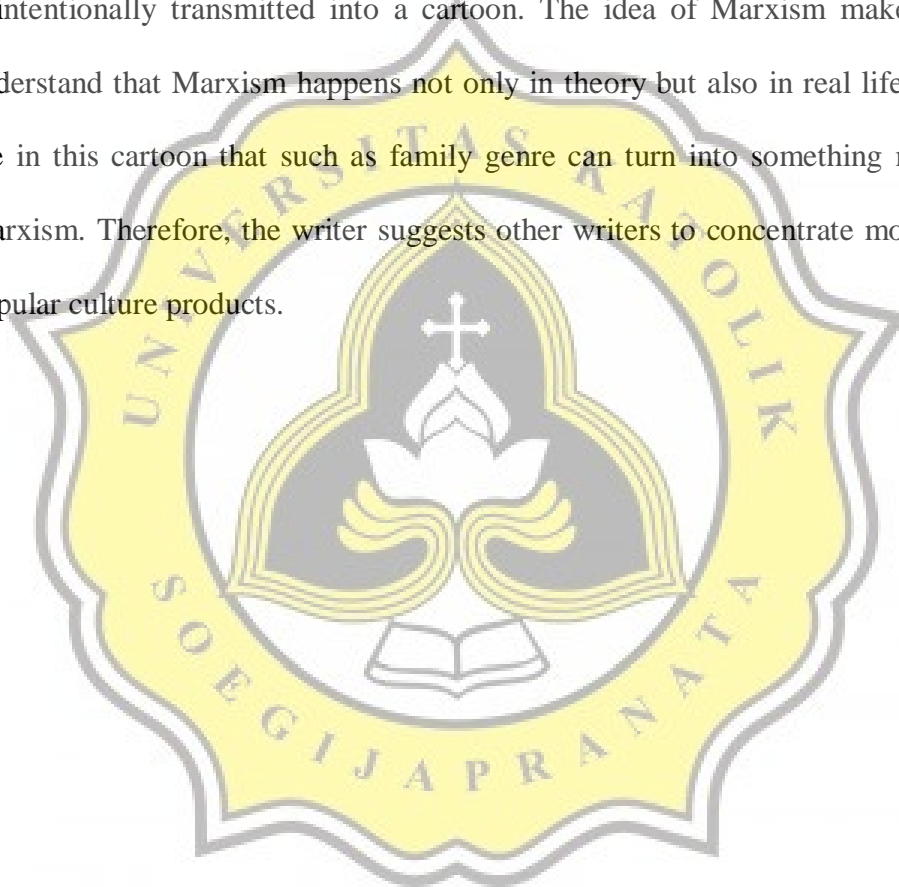 intentionally transmitted into a cartoon. The idea of Marxism make
derstand that Marxism happens not only in theory but also in real life
in this cartoon that such as family genre can turn into something
arxism. Therefore, the writer suggests other writers to concentrate mo
pular culture products.
UNIVERSITAS KATOLIK
SOEGIJAPRANATA